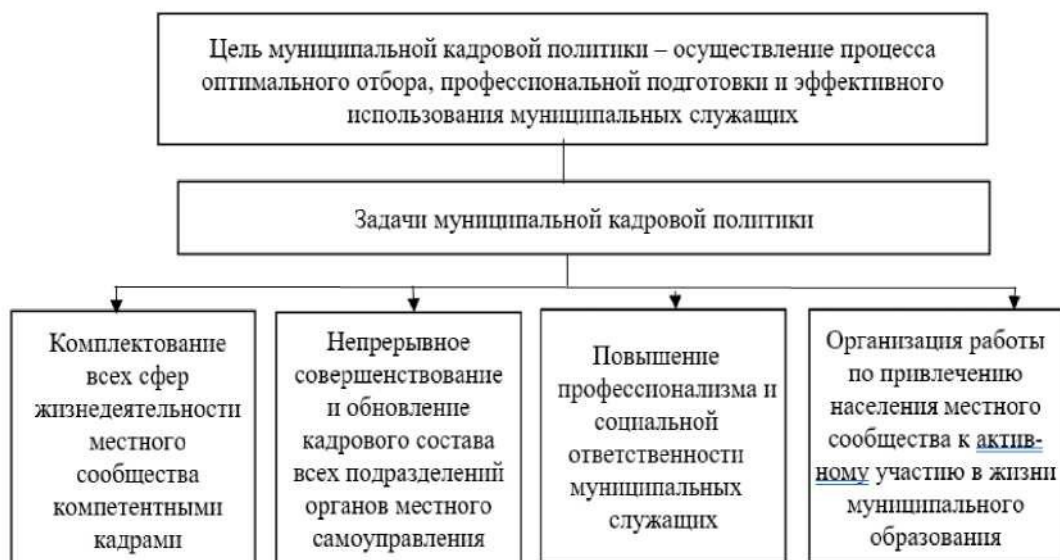 Цель муниципальной кадровой политики – осуществление процесса
оптимального отбора, профессиональной подготовки и эффективного
использования муниципальных служащих
Задачи муниципальной кадровой политики
Комплектование
всех сфер
жизнедеятельности
местного
сообщества
компетентными
кадрами
Непрерывное
совершенствование
и обновление
кадрового состава
всех подразделений
органов местного
самоуправления
Повышение
профессионализма и
социальной
ответственности
муниципальных
служащих
Организация работы
по привлечению
населения местного
сообщества к актив-
ному участию в жизни
муниципального
образования